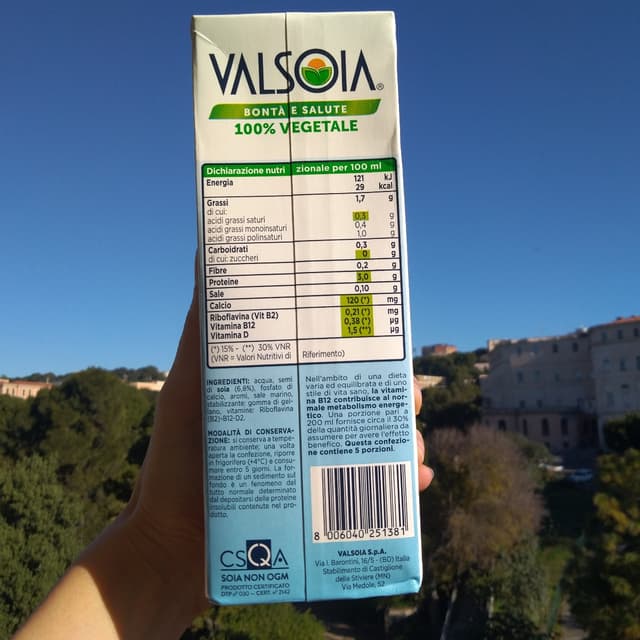 VALSOIA®
BONTÀ E SALUTE
100% VEGETALE
Dichiarazione nutrizionale per 100 ml
Energia 121 kJ
29 kcal
Grassi 1,7 g
di cui:
acidi grassi saturi 0,3 g
acidi grassi monoinsaturi 0,4 g
acidi grassi polinsaturi 1,0 g
Carboidrati 0,3 g
di cui: zuccheri 0 g
Fibre 0,2 g
Proteine 3,0 g
Sale 0,10 g
Calcio 120 (*) mg
Riboflavina (Vit B2) 0,21 (*) mg
Vitamina B12 0,38 (*) µg
Vitamina D 1,5 (**) µg
(*) 15% - (**) 30% VNR
(VNR = Valori Nutritivi di Riferimento)
INGREDIENTI: acqua, semi
di soia (6,8%), fosfato di
calcio, aromi, sale marino,
stabilizzante: gomma di gel-
lano, vitamine: Riboflavina
(B2)-B12-D2.
MODALITÀ DI CONSERVA-
ZIONE: si conserva a tempe-
ratura ambiente; una volta
aperta la confezione, riporre
in frigorifero (+4°C) e consu-
mare entro 5 giorni. La for-
mazione di un sedimento sul
fondo è un fenomeno del
tutto normale determinato
dal depositarsi delle proteine
insolubili contenute nel pro-
dotto.
CSQA
SOIA NON OGM
PRODOTTO CERTIFICATO
DTP n° 030 – CERT. n° 2142
Nell'ambito di una dieta
varia ed equilibrata e di uno
stile di vita sano, la vitami-
na B12 contribuisce al nor-
male metabolismo energe-
tico. Una porzione pari a
200 ml fornisce circa il 30%
della quantità giornaliera da
assumere per avere l'effetto
benefico. Questa confezio-
ne contiene 5 porzioni.
8 006040 251381
VALSOIA S.p.A.
Via I. Barontini, 16/5 - (BO) Italia
Stabilimento di Castiglione
delle Stiviere (MN)
Via Medole, 52